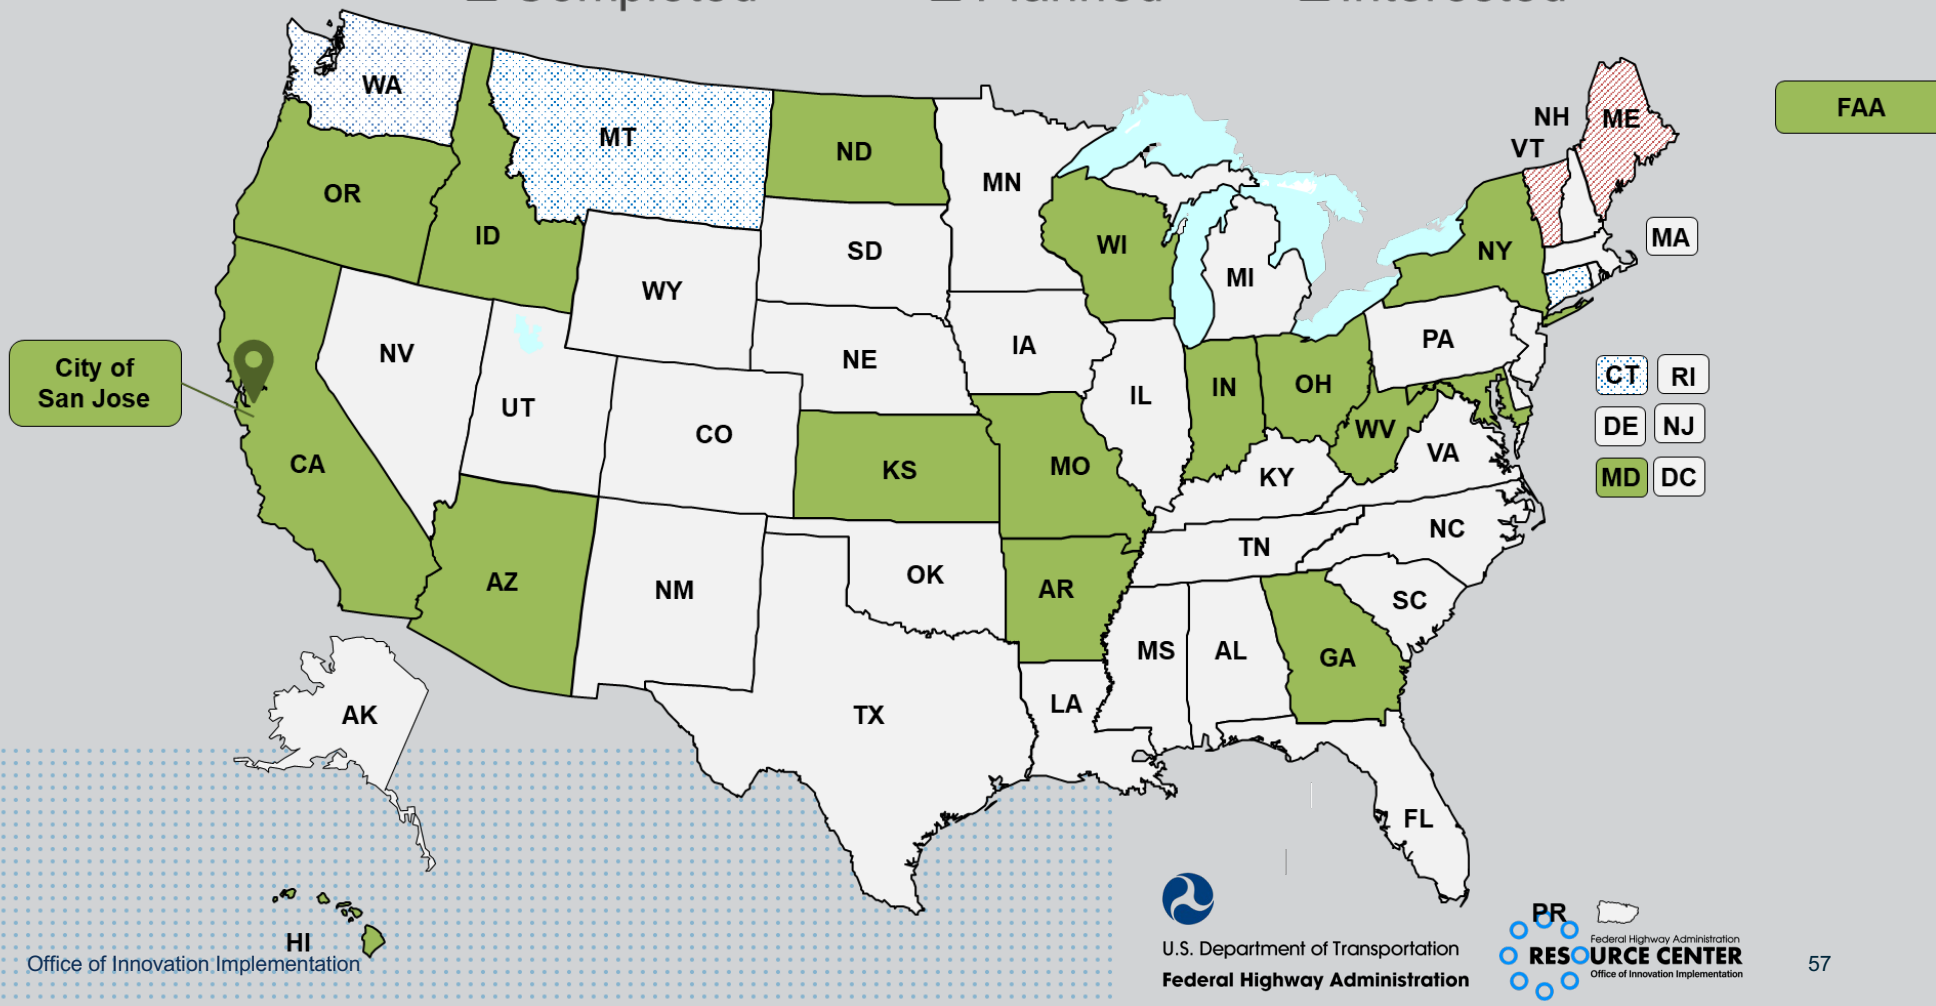 Completed Planned Interested
WA
MT
ND
MN
NH
VT
ME
FAA
OR
ID
WY
SD
WI
MI
NY
MA
NV
UT
CO
NE
IA
IL
IN
OH
PA
CT RI
DE NJ
MD DC
City of
San Jose
CA
KS
MO
WV
VA
KY
AZ
NM
OK
AR
TN
NC
SC
MS
AL
GA
LA
TX
FL
AK
HI
PR
Office of Innovation Implementation
U.S. Department of Transportation
Federal Highway Administration
Federal Highway Administration
RESOURCE CENTER
Office of Innovation Implementation
57